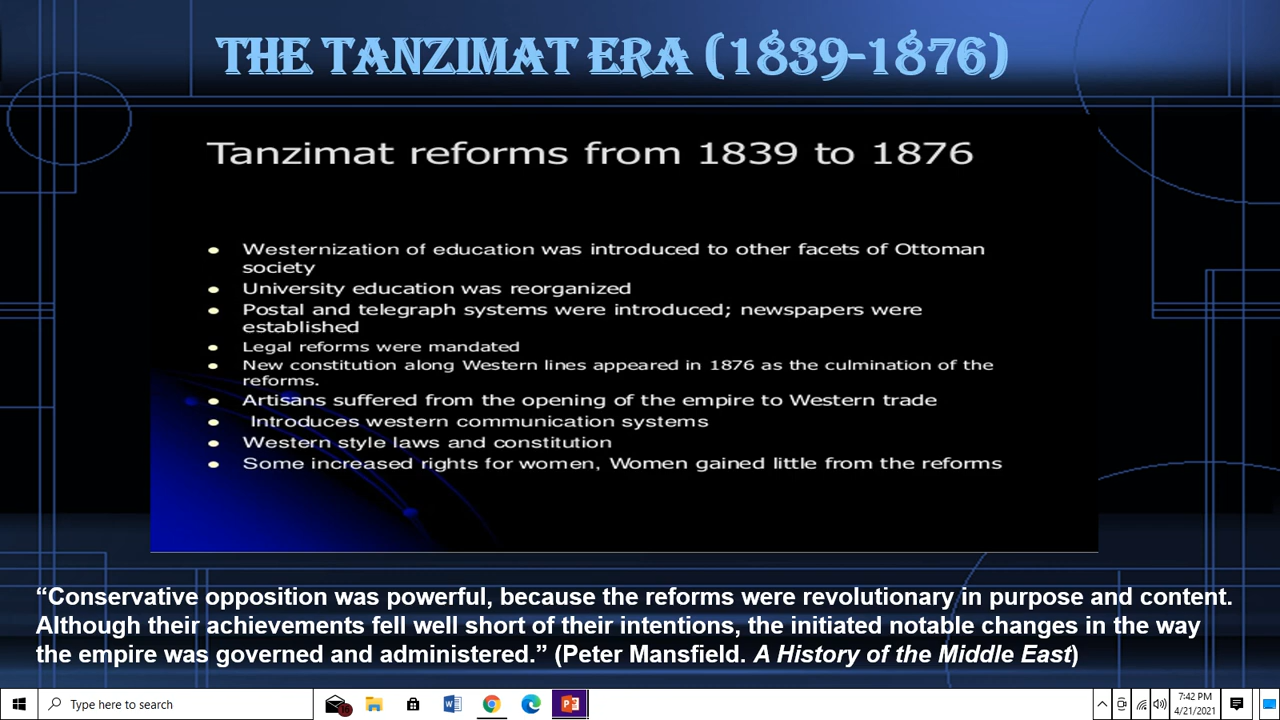 THE TANZIMAT ERA (1839-1876)
Tanzimat reforms from 1839 to 1876
Westernization of education was introduced to other facets of Ottoman
society
University education was reorganized
Postal and telegraph systems were introduced; newspapers were
established
Legal reforms were mandated
New constitution along Western lines appeared in 1876 as the culmination of the
reforms.
Artisans suffered from the opening of the empire to Western trade
Introduces western communication systems
Western style laws and constitution
Some increased rights for women, Women gained little from the reforms
“Conservative opposition was powerful, because the reforms were revolutionary in purpose and content.
Although their achievements fell well short of their intentions, the initiated notable changes in the way
the empire was governed and administered.” (Peter Mansfield. A History of the Middle East)
Type here to search
7:42 PM
4/21/2021